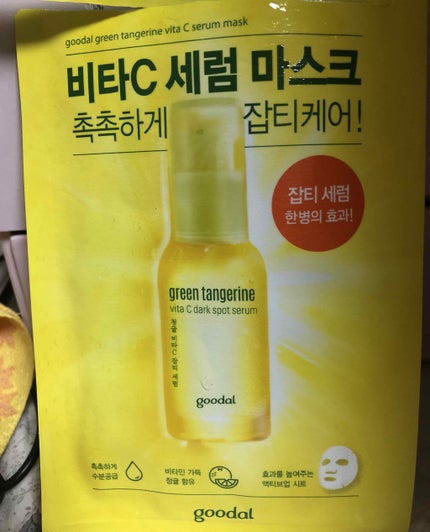 goodal green tangerine vita C serum mask
비타C 세럼 마스크
촉촉하게 잡티케어!
잡티 세럼
한병의 효과!
green tangerine
vita C dark spot serum
청귤 비타C 잡티 세럼
goodal
촉촉하게
수분공급
비타민 가득
청귤 함유
효과를 높여주는
액티브업 시트
goodal